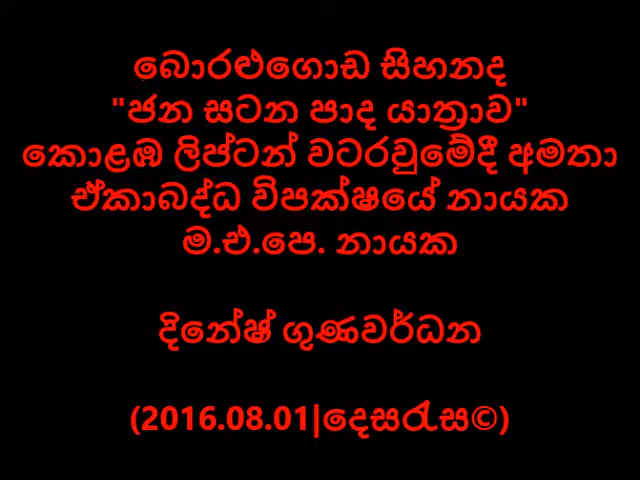 බොරළුගොඩ සිහනද
"ජන සටන පාද යාත්‍රාව"
කොළඹ ලිප්ටන් වටරවුමේදී අමතා
ඒකාබද්ධ විපක්ෂයේ නායක
ම.එ.පෙ. නායක
දිනේෂ් ගුණවර්ධන
(2016.08.01|දෙසරැස©)